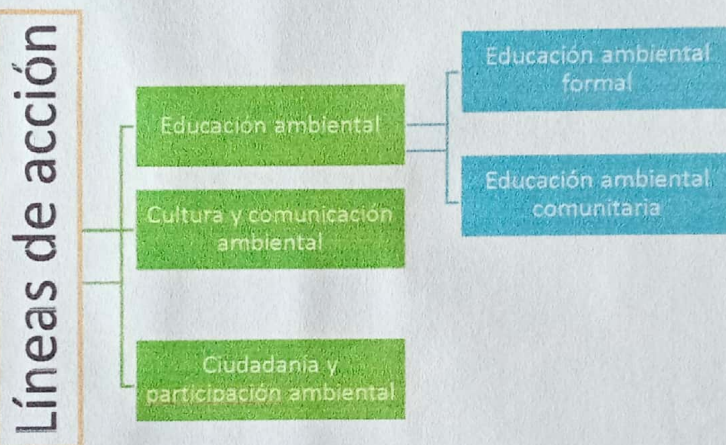 Líneas de acción
Educación ambiental
Cultura y comunicación
ambiental
Ciudadanía y
participación ambiental
Educación ambiental
formal
Educación ambiental
comunitaria